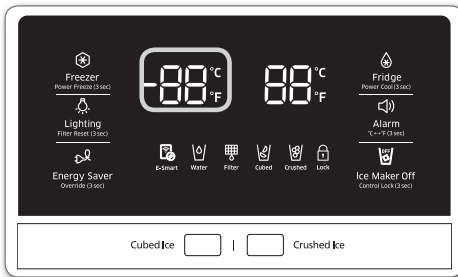 Freezer
Power Freeze (3 sec)
Lighting
Filter Reset (3 sec)
Energy Saver
Override (3 sec)
-88 °C
°F
88 °C
°F
E-Smart Water Filter Cubed Crushed Lock
Fridge
Power Cool (3 sec)
Alarm
°C↔°F (3 sec)
OFF
Ice Maker Off
Control Lock (3 sec)
Cubed Ice | Crushed Ice